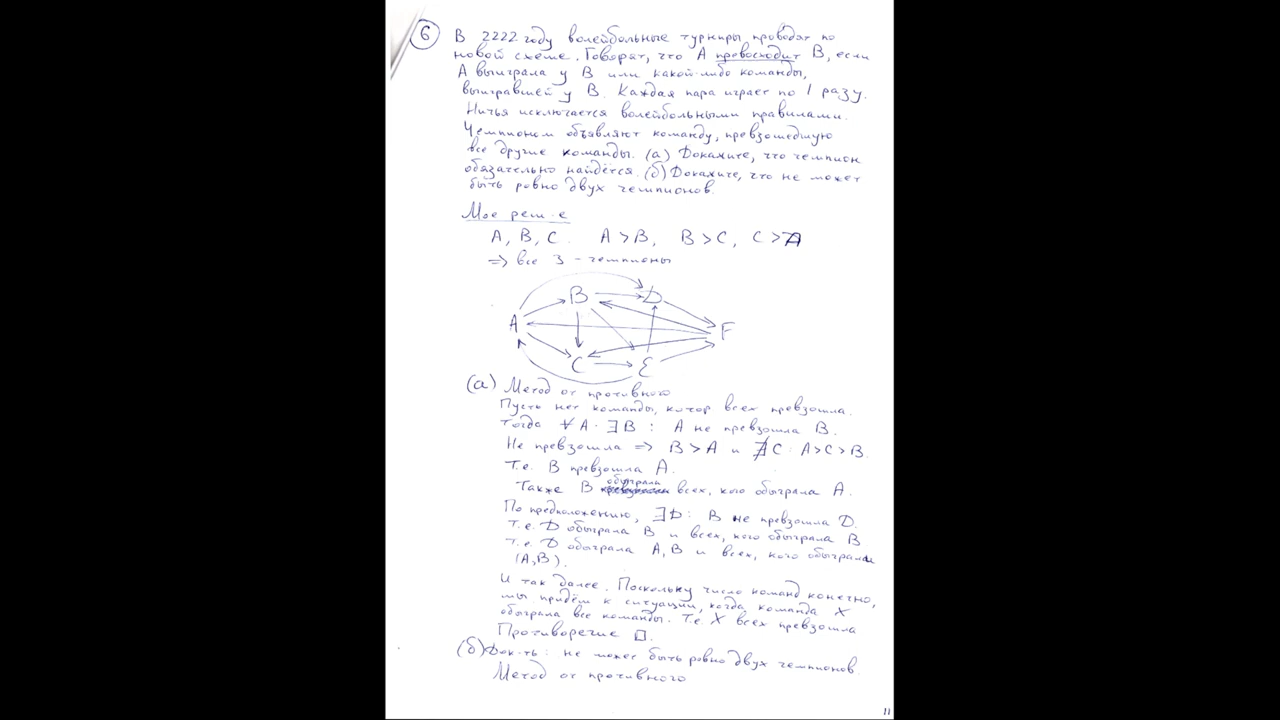 6
В 2222 году волейбольные турниры проводят по
новой схеме. Говорят, что A превосходит B, если
A выиграла у B или какой-либо команды,
выигравшей у B. Каждая пара играет по 1 разу.
Ничья исключается волейбольными правилами.
Чемпионом объявляют команду, превзошедшую
все другие команды. (а) Докажите, что чемпион
обязательно найдётся. (б) Докажите, что не может
быть ровно двух чемпионов.
Мое реш-е
A, B, C. A > B, B > C, C > A
⇒ все 3 - чемпионы
B D
A F
C E
(а) Метод от противного
Пусть нет команды, котор всех превзошла.
Тогда ∀ A ∃ B : A не превзошла B.
Не превзошла ⇒ B > A и ∄ C : A > C > B.
Т.е. B превзошла A.
Также B обыграла всех, кого обыграла A.
По предположению, ∃ D : B не превзошла D.
Т.е. D обыграла B и всех, кого обыграла B
Т.е. D обыграла A, B и всех, кого обыграли
(A, B).
И так далее. Поскольку число команд конечно,
мы придём к ситуации, когда команда X
обыграла все команды. Т.е. X всех превзошла
Противоречие □.
(б) Док-ть: не может быть ровно двух чемпионов.
Метод от противного
11